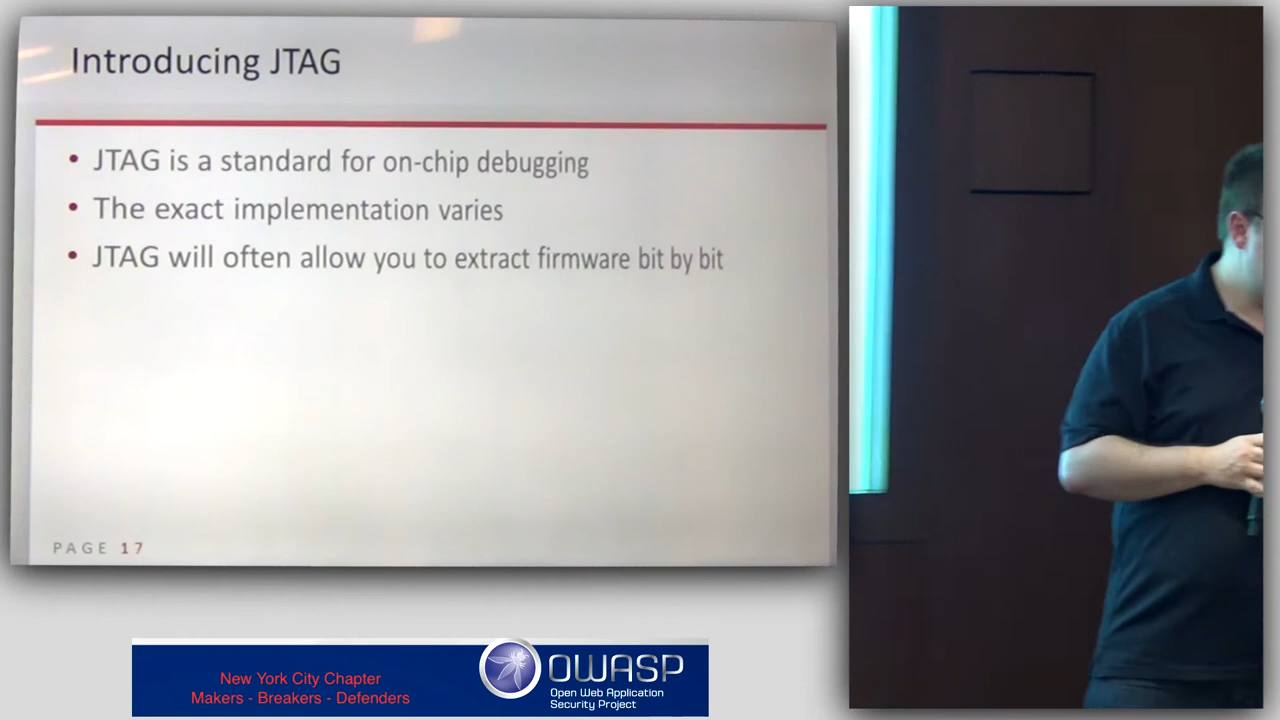 Introducing JTAG
• JTAG is a standard for on-chip debugging
• The exact implementation varies
• JTAG will often allow you to extract firmware bit by bit
PAGE 17
New York City Chapter
Makers - Breakers - Defenders
OWASP
Open Web Application
Security Project